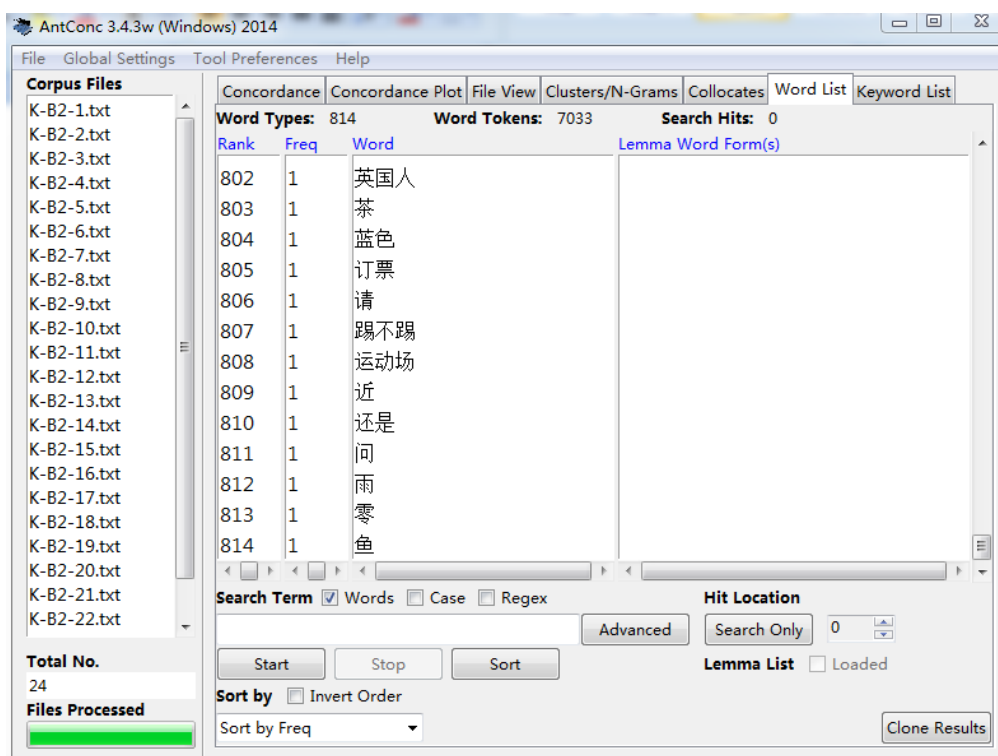 AntConc 3.4.3w (Windows) 2014
File Global Settings Tool Preferences Help
Corpus Files
K-B2-1.txt
K-B2-2.txt
K-B2-3.txt
K-B2-4.txt
K-B2-5.txt
K-B2-6.txt
K-B2-7.txt
K-B2-8.txt
K-B2-9.txt
K-B2-10.txt
K-B2-11.txt
K-B2-12.txt
K-B2-13.txt
K-B2-14.txt
K-B2-15.txt
K-B2-16.txt
K-B2-17.txt
K-B2-18.txt
K-B2-19.txt
K-B2-20.txt
K-B2-21.txt
K-B2-22.txt
Total No.
24
Files Processed
Concordance Concordance Plot File View Clusters/N-Grams Collocates Word List Keyword List
Word Types: 814 Word Tokens: 7033 Search Hits: 0
Rank Freq Word Lemma Word Form(s)
802 1 英国人
803 1 茶
804 1 蓝色
805 1 订票
806 1 请
807 1 踢不踢
808 1 运动场
809 1 近
810 1 还是
811 1 问
812 1 雨
813 1 零
814 1 鱼
Search Term Words Case Regex Hit Location
Advanced Search Only 0
Start Stop Sort Lemma List Loaded
Sort by Invert Order
Sort by Freq Clone Results